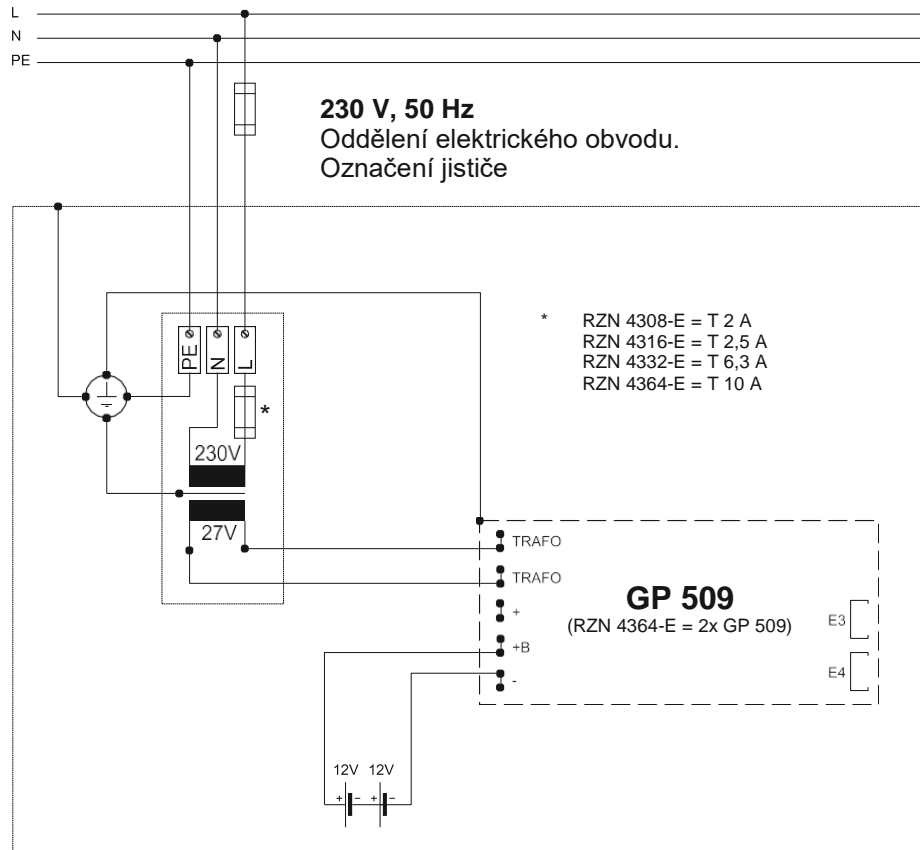 L
N
PE
230 V, 50 Hz
Oddělení elektrického obvodu.
Označení jističe
* RZN 4308-E = T 2 A
RZN 4316-E = T 2,5 A
RZN 4332-E = T 6,3 A
RZN 4364-E = T 10 A
PE
N
L
*
230V
27V
TRAFO
TRAFO
+
+B
-
GP 509
(RZN 4364-E = 2x GP 509)
E3
E4
12V 12V
+ - + -